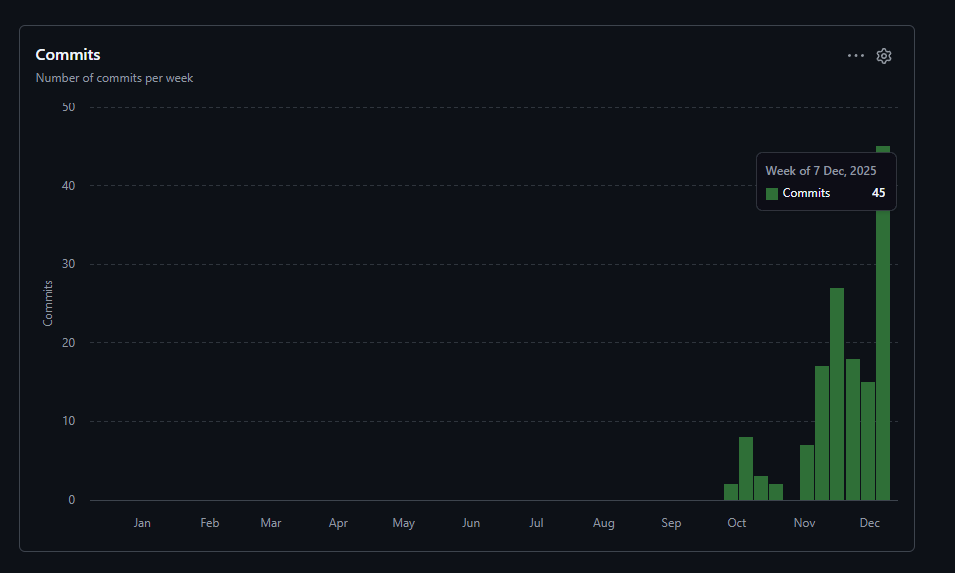 Commits
Number of commits per week
50
Week of 7 Dec, 2025
Commits 45
40
30
Commits
20
10
0
Jan Feb Mar Apr May Jun Jul Aug Sep Oct Nov Dec